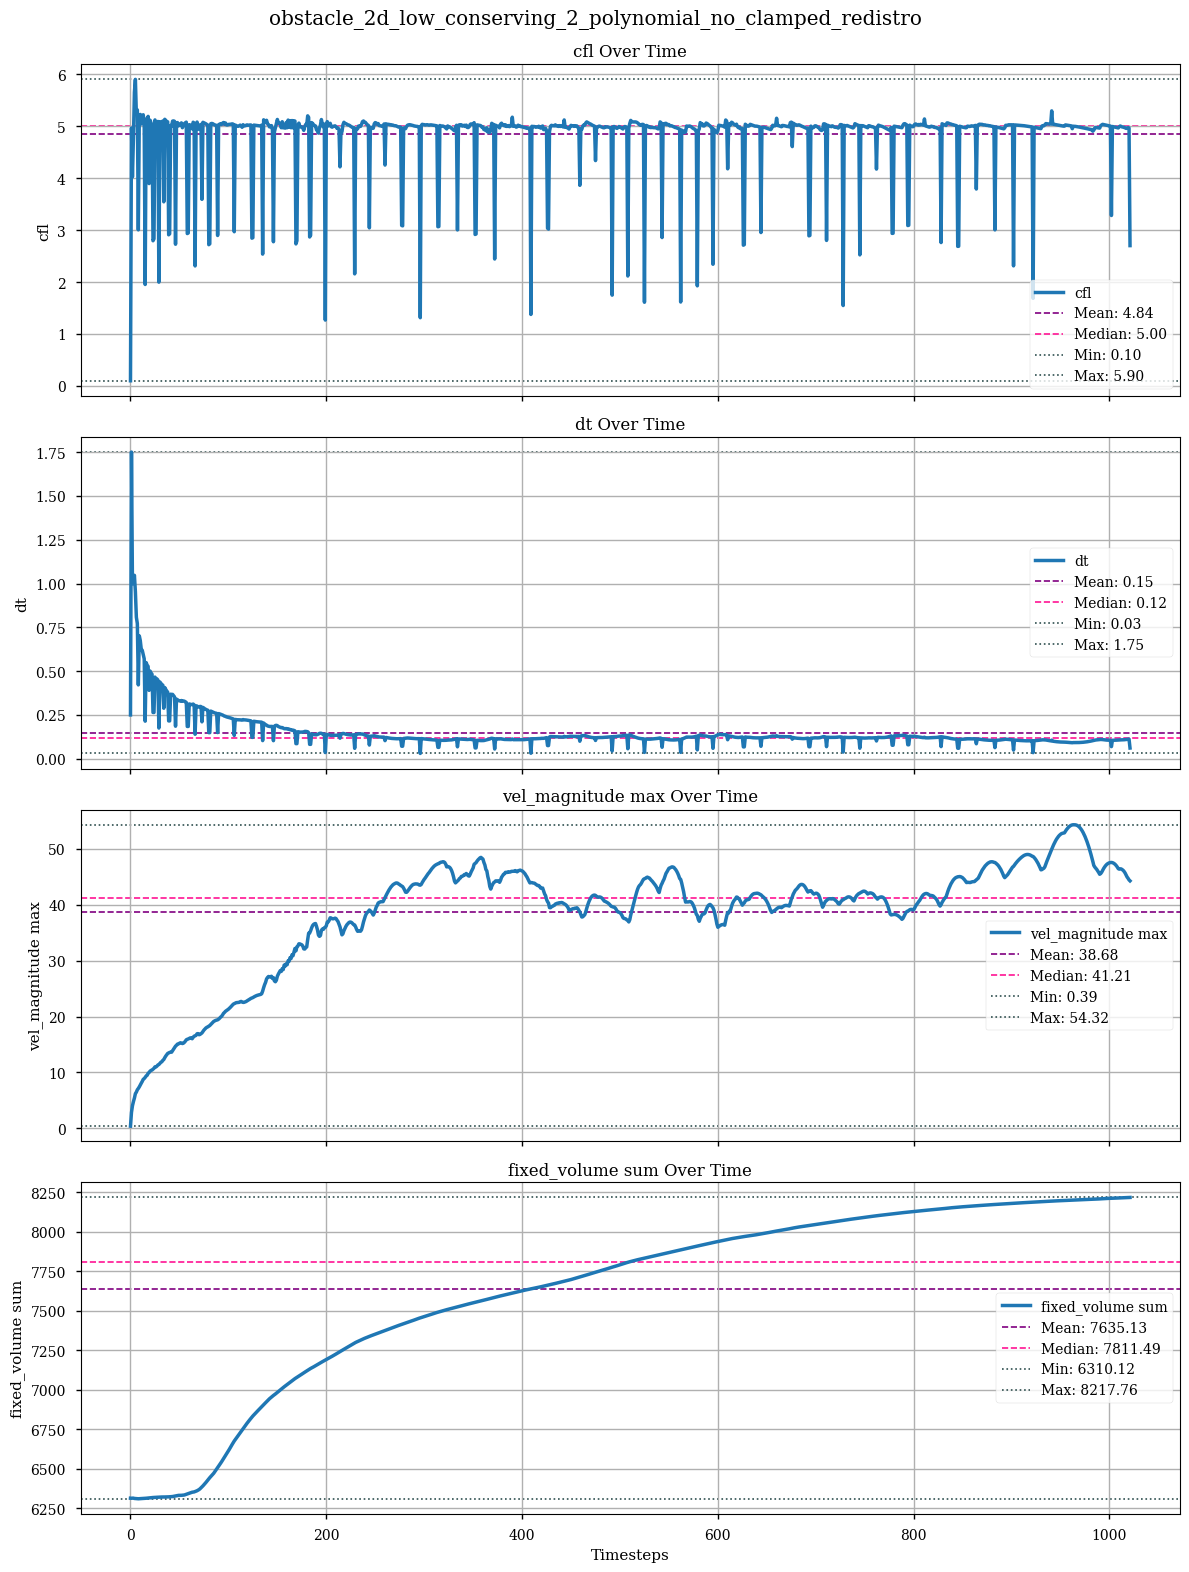 obstacle_2d_low_conserving_2_polynomial_no_clamped_redistro
cfl Over Time
6
5
4
3
2
1
0
cfl
cfl
Mean: 4.84
Median: 5.00
Min: 0.10
Max: 5.90
dt Over Time
1.75
1.50
1.25
1.00
0.75
0.50
0.25
0.00
dt
dt
Mean: 0.15
Median: 0.12
Min: 0.03
Max: 1.75
vel_magnitude max Over Time
50
40
30
20
10
0
vel_magnitude max
vel_magnitude max
Mean: 38.68
Median: 41.21
Min: 0.39
Max: 54.32
fixed_volume sum Over Time
8250
8000
7750
7500
7250
7000
6750
6500
6250
fixed_volume sum
fixed_volume sum
Mean: 7635.13
Median: 7811.49
Min: 6310.12
Max: 8217.76
0 200 400 600 800 1000
Timesteps